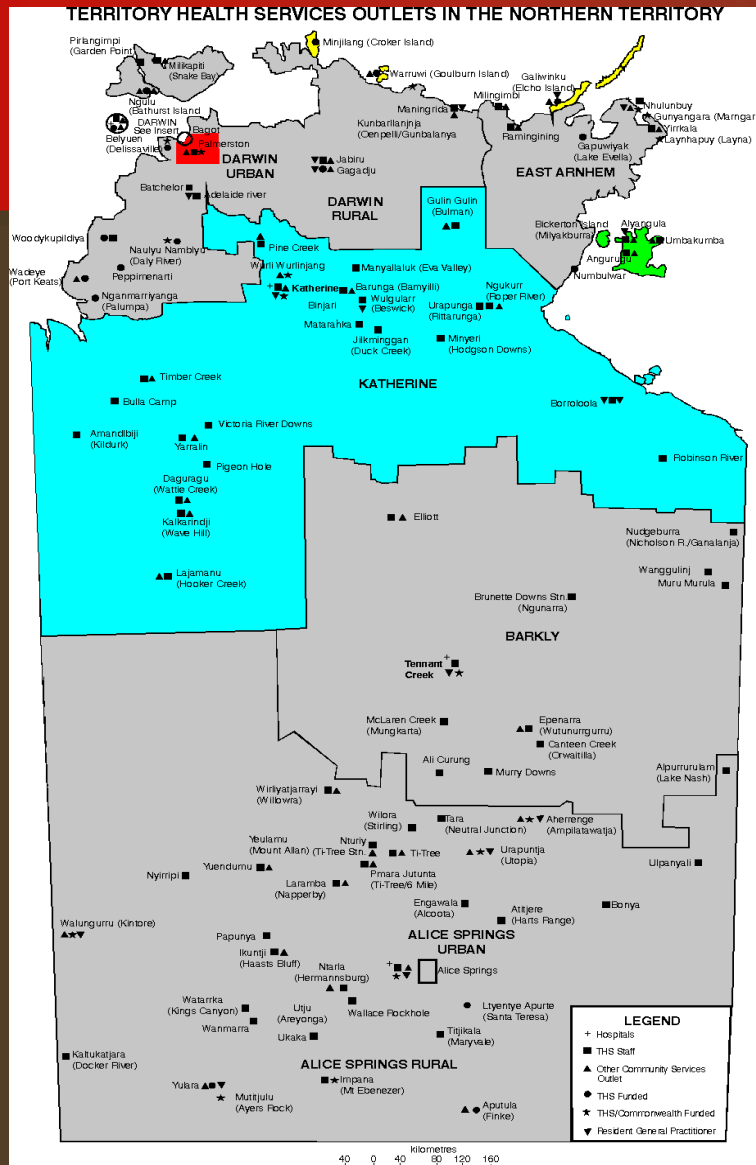 TERRITORY HEALTH SERVICES OUTLETS IN THE NORTHERN TERRITORY
Pirlangimpi
(Garden Point)
Milikapiti
(Snake Bay)
Ngulu
(Bathurst Island)
DARWIN
See Insert
Belyuen
(Delissaville)
Bagot
Palmerston
DARWIN
URBAN
Minjilang (Croker Island)
Warruwi (Goulburn Island)
Maningrida
Kunbarllanjnja
(Oenpelli/Gunbalanya)
Milingimbi
Galiwinku
(Elcho Island)
Ramingining
Nhulunbuy
Gunyangara (Marngar
Yirrkala
Laynhapuy (Layna)
Gapuwiyak
(Lake Evella)
EAST ARNHEM
Jabiru
Gagadju
DARWIN
RURAL
Batchelor
Adelaide river
Woodykupildiya
Nauiyu Nambiyu
(Daly River)
Wadeye
(Port Keats)
Peppimenarti
Nganmarriyanga
(Palumpa)
Gulin Gulin
(Bulman)
Bickerton Island
(Milyakburra)
Alyangula
Umbakumba
Angurugu
Numbulwar
Pine Creek
Wurli Wurlinjang
Katherine
Binjari
Manyallaluk (Eva Valley)
Barunga (Bamyilli)
Wulgularr
(Beswick)
Matarahka
Jilkminggan
(Duck Creek)
Urapunga
(Rittarunga)
Ngukurr
(Roper River)
Minyeri
(Hodgson Downs)
KATHERINE
Timber Creek
Bulla Camp
Amandlbiji
(Kildurk)
Victoria River Downs
Yarralin
Pigeon Hole
Daguragu
(Wattie Creek)
Kalkarindji
(Wave Hill)
Lajamanu
(Hooker Creek)
Borroloola
Robinson River
Elliott
Nudgeburra
(Nicholson R./Ganalanja)
Wanggulinj
Muru Murula
Brunette Downs Stn.
(Ngunarra)
BARKLY
Tennant
Creek
McLaren Creek
(Mungkarta)
Epenarra
(Wutunurrgurru)
Canteen Creek
(Orwaitilla)
Ali Curung
Murry Downs
Alpurrurulam
(Lake Nash)
Wirliyatjarrayi
(Willowra)
Wilora
(Stirling)
Tara
(Neutral Junction)
Aherrenge
(Ampilatawatja)
Yeulamu
(Mount Allan)
Nturiy
(Ti-Tree Stn.)
Ti-Tree
Urapuntja
(Utopia)
Yuendumu
Nyirripi
Pmara Jutunta
(Ti-Tree/6 Mile)
Laramba
(Napperby)
Ulpanyali
Engawala
(Alcoota)
Atitjere
(Harts Range)
Bonya
Walungurru (Kintore)
Papunya
ALICE SPRINGS
URBAN
Ikuntji
(Haasts Bluff)
Ntarla
(Hermannsburg)
Alice Springs
Watarrka
(Kings Canyon)
Wanmarra
Utju
(Areyonga)
Wallace Rockhole
Ltyentye Apurte
(Santa Teresa)
Ukaka
Titjikala
(Maryvale)
Kaltukatjara
(Docker River)
ALICE SPRINGS RURAL
Yulara
Mutitjulu
(Ayers Rock)
Impana
(Mt Ebenezer)
Aputula
(Finke)
LEGEND
Hospitals
THS Staff
Other Community Services
Outlet
THS Funded
THS/Commonwealth Funded
Resident General Practitioner
kilometres
40 0 40 80 120 160